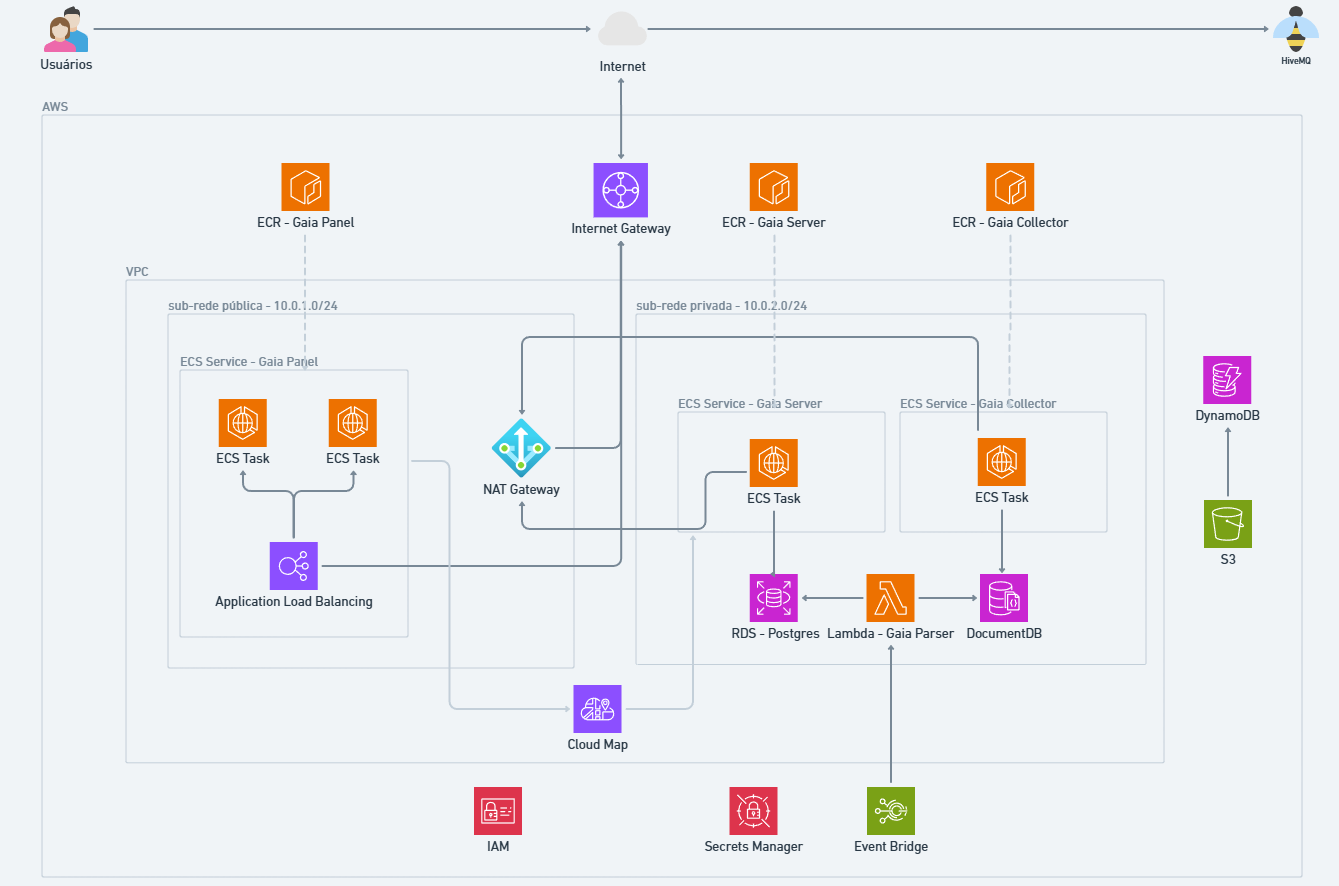 Usuários
Internet
HiveMQ
AWS
ECR - Gaia Panel
Internet Gateway
ECR - Gaia Server
ECR - Gaia Collector
VPC
sub-rede pública - 10.0.1.0/24
sub-rede privada - 10.0.2.0/24
ECS Service - Gaia Panel
ECS Service - Gaia Server
ECS Service - Gaia Collector
DynamoDB
ECS Task
ECS Task
NAT Gateway
ECS Task
ECS Task
S3
Application Load Balancing
RDS - Postgres
Lambda - Gaia Parser
DocumentDB
Cloud Map
IAM
Secrets Manager
Event Bridge